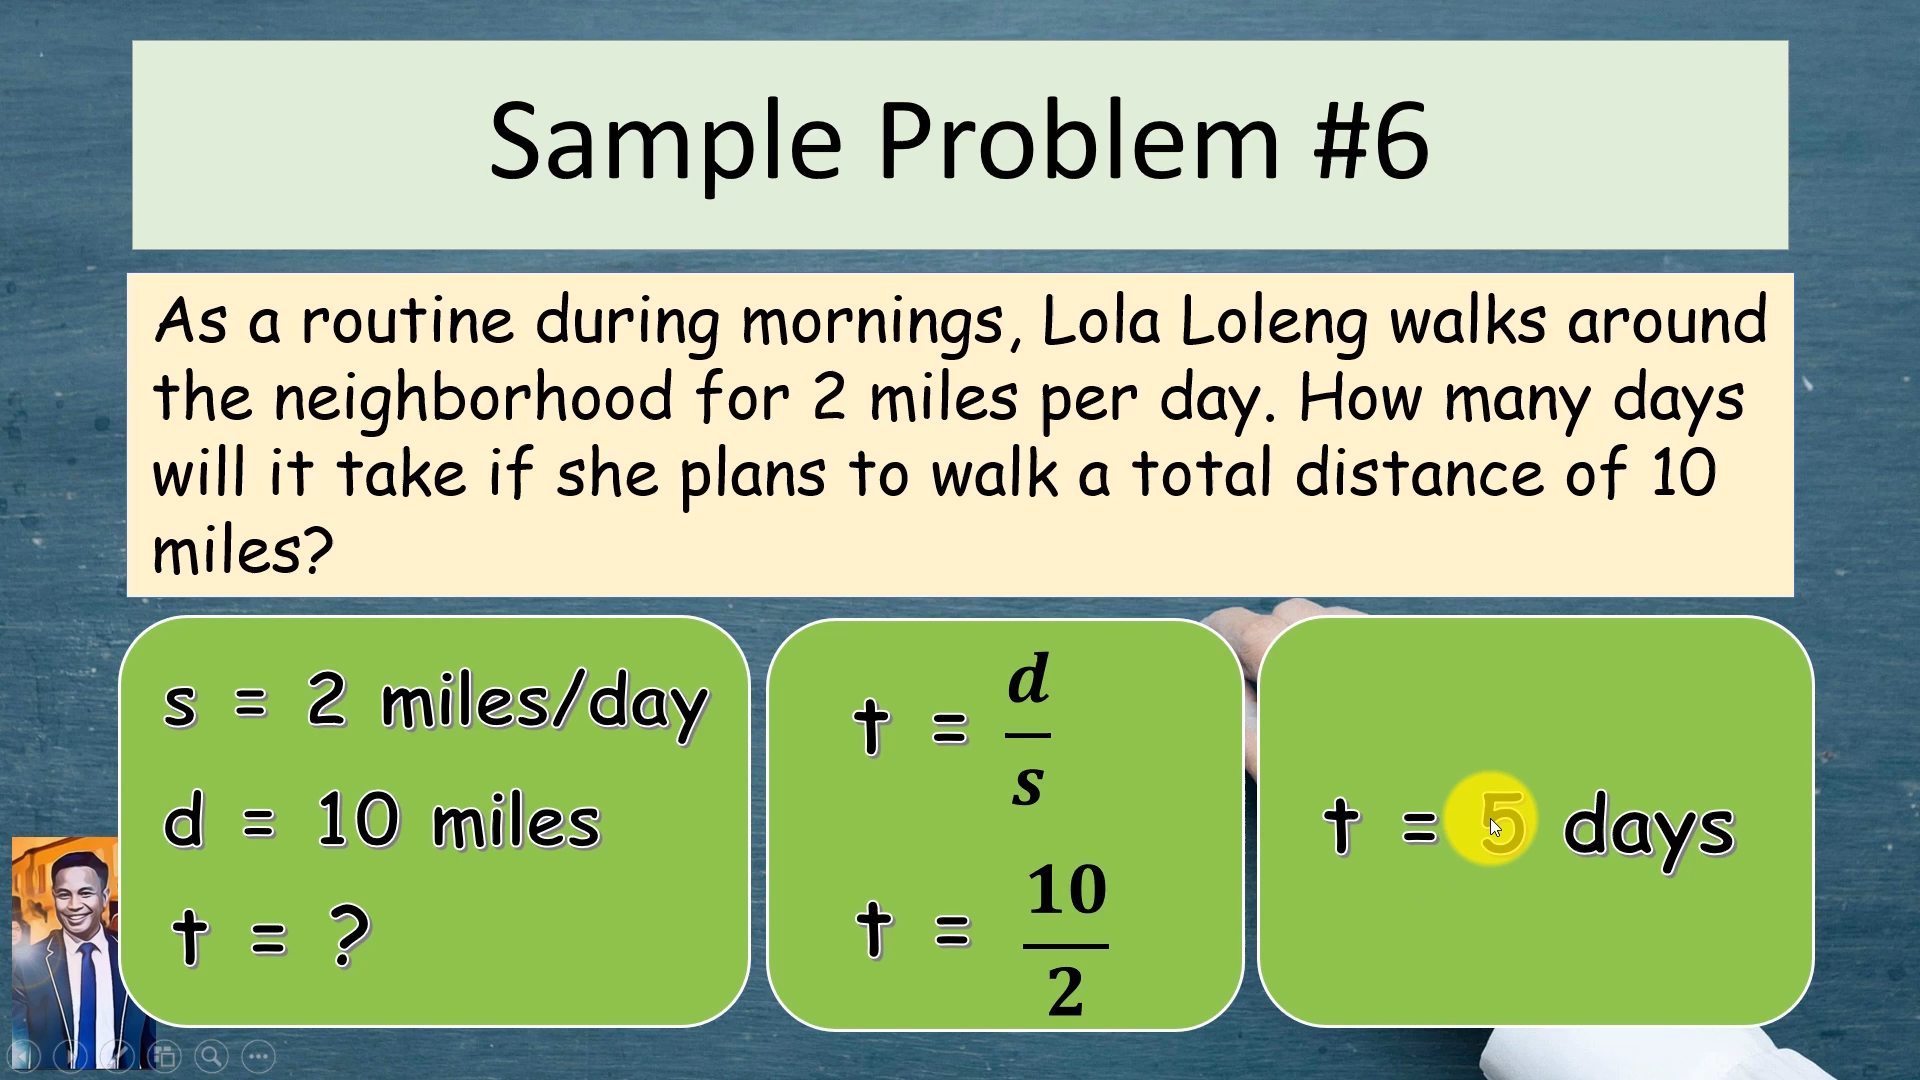 Sample Problem #6
As a routine during mornings, Lola Loleng walks around
the neighborhood for 2 miles per day. How many days
will it take if she plans to walk a total distance of 10
miles?
s = 2 miles/day
d = 10 miles
t = ?
t = d/s
t = 10/2
t = 5 days